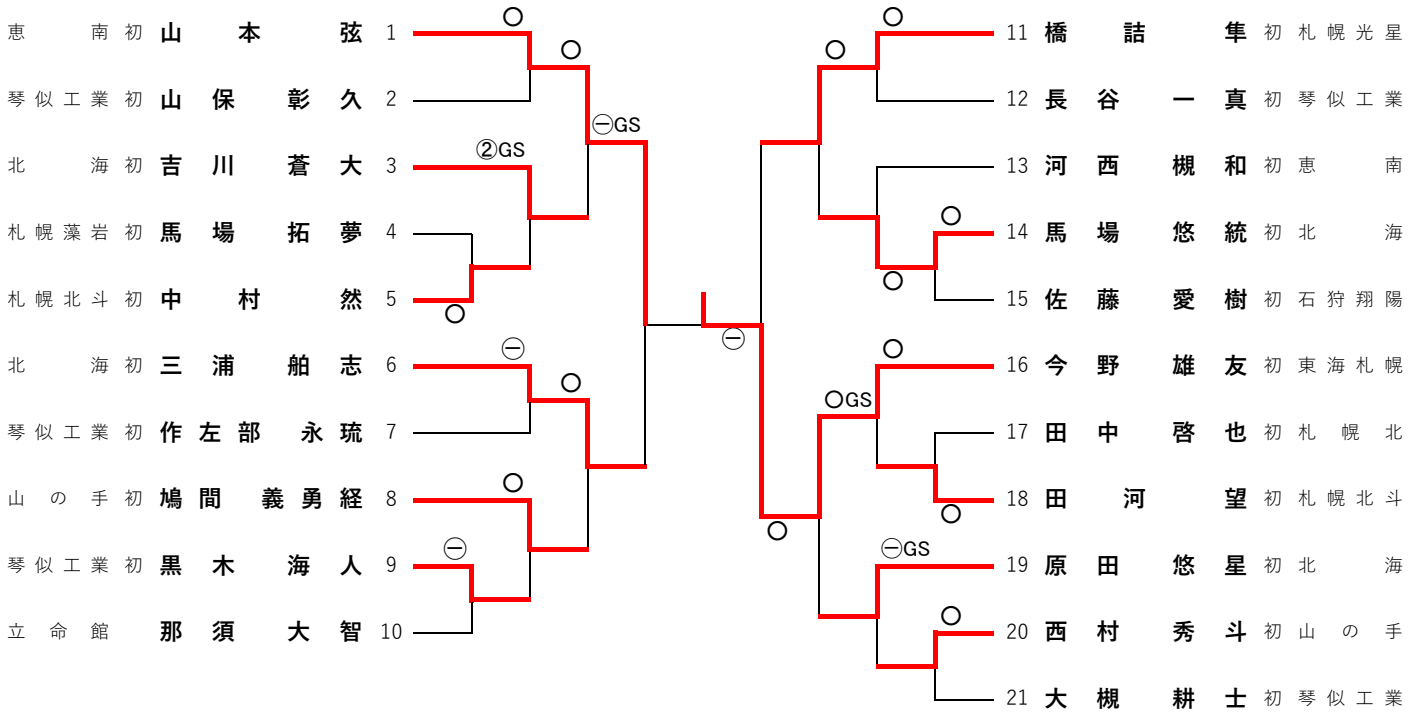 恵南 初 山本 弦 1
琴似工業 初 山保 彰久 2
北海 初 吉川 蒼大 3
札幌藻岩 初 馬場 拓夢 4
札幌北斗 初 中村 然 5
北海 初 三浦 舶志 6
琴似工業 初 作左部 永琉 7
山の手 初 鳩間 義勇経 8
琴似工業 初 黒木 海人 9
立命館 那須 大智 10
〇
〇
㊀GS
②GS
〇
㊀
〇
〇
㊀
㊀
〇
〇
〇
〇
〇
〇GS
〇
〇
㊀GS
〇
11 橋詰 隼 初 札幌光星
12 長谷 一真 初 琴似工業
13 河西 槻和 初 恵南
14 馬場 悠統 初 北海
15 佐藤 愛樹 初 石狩翔陽
16 今野 雄友 初 東海札幌
17 田中 啓也 初 札幌北
18 田河 望 初 札幌北斗
19 原田 悠星 初 北海
20 西村 秀斗 初 山の手
21 大槻 耕士 初 琴似工業